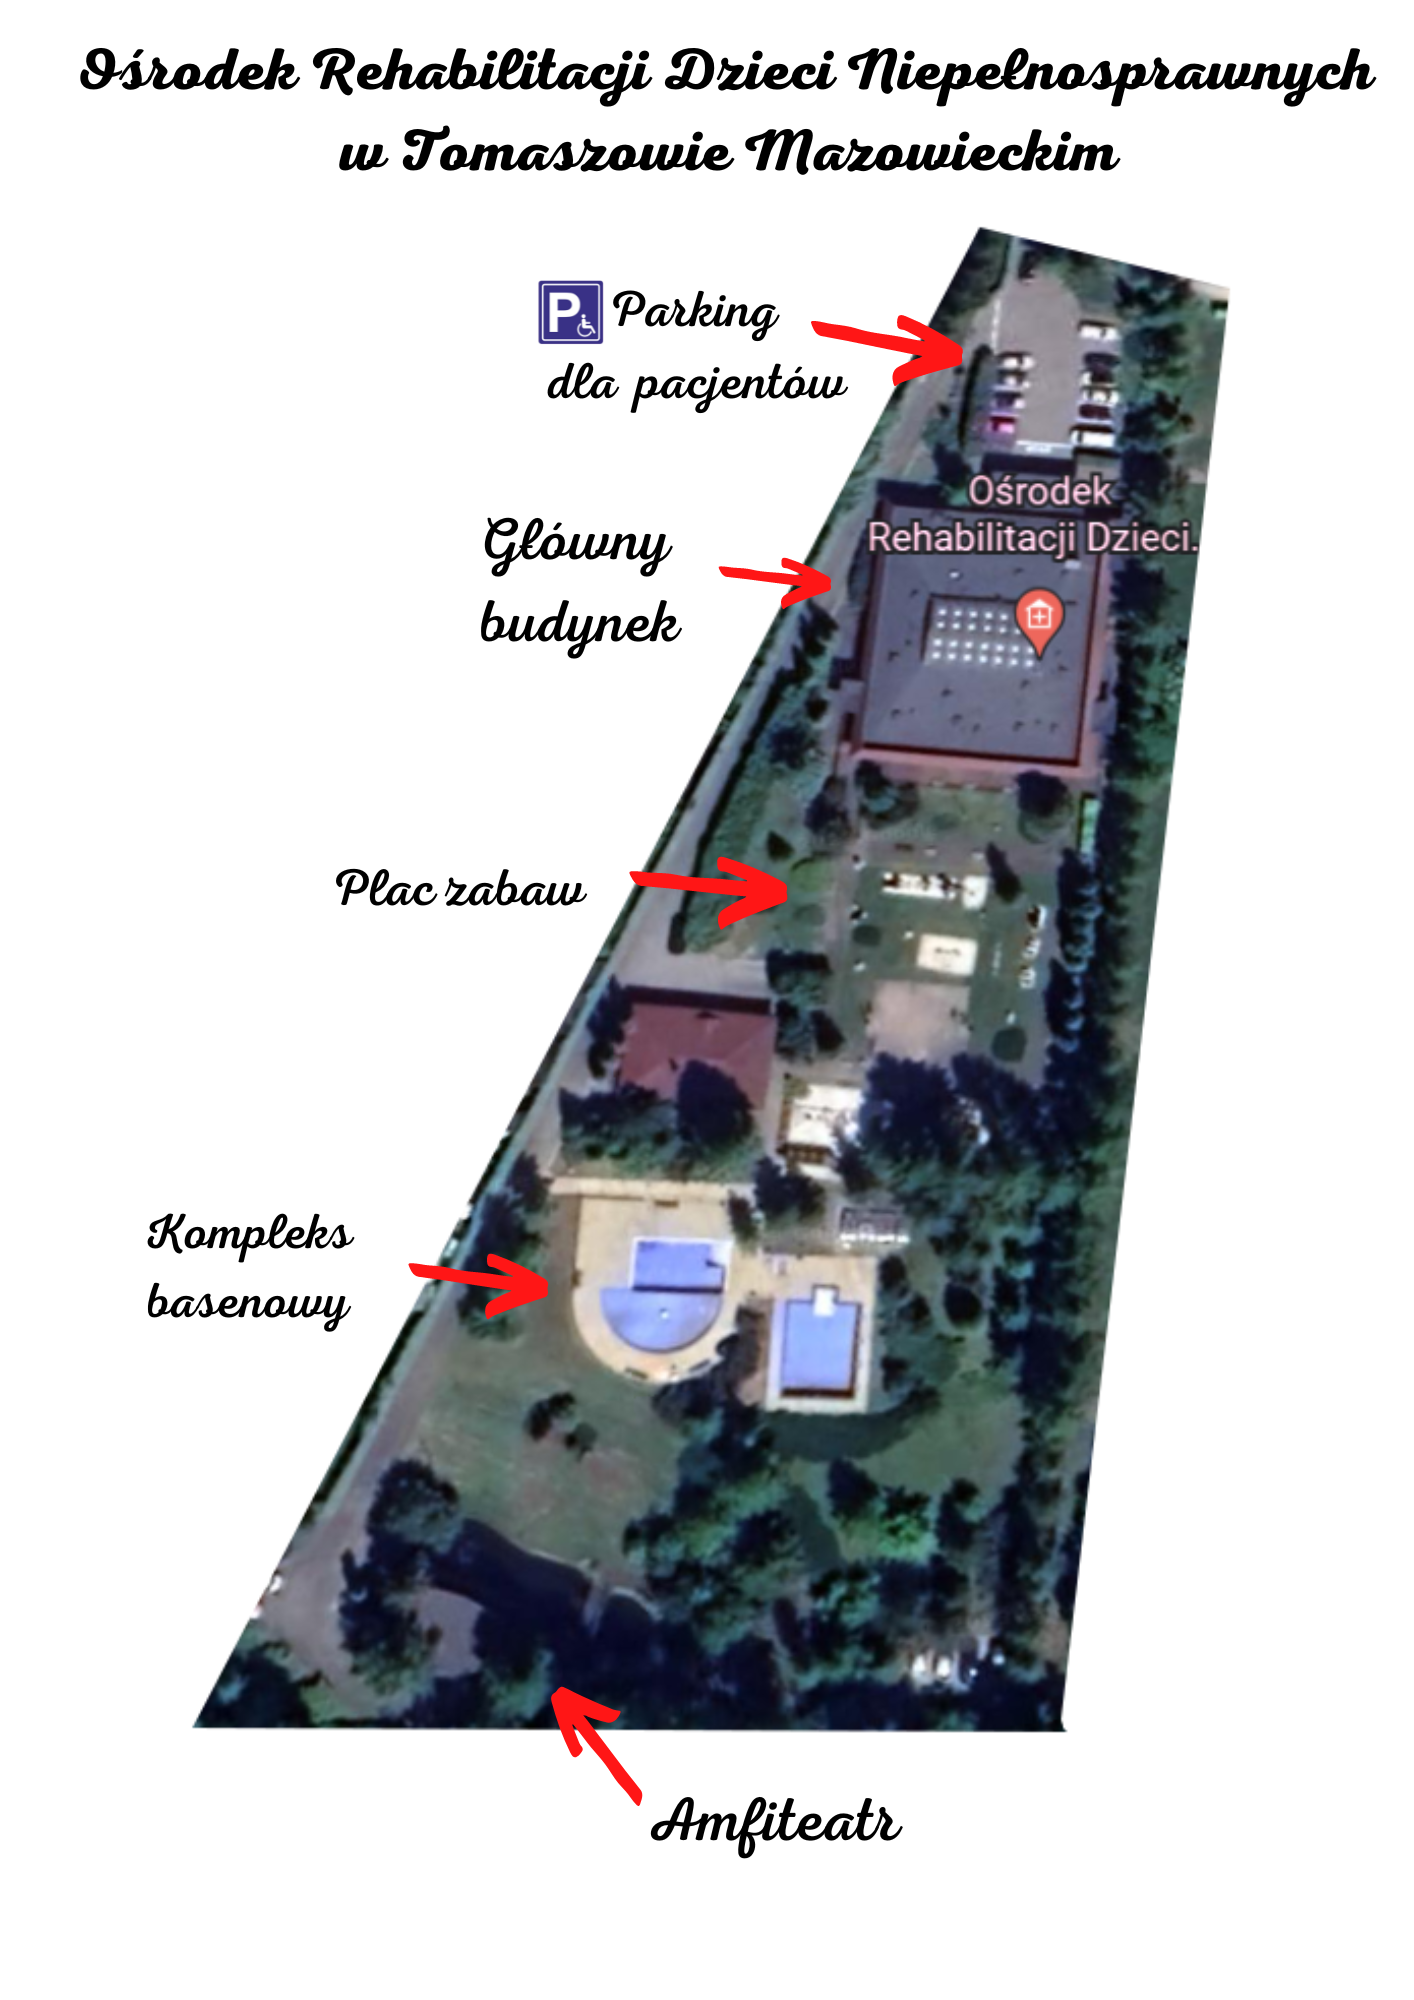 Ośrodek Rehabilitacji Dzieci Niepełnosprawnych
w Tomaszowie Mazowieckim
P Parking
dla pacjentów
Ośrodek
Rehabilitacji Dzieci.
Główny
budynek
Plac zabaw
Kompleks
basenowy
Amfiteatr